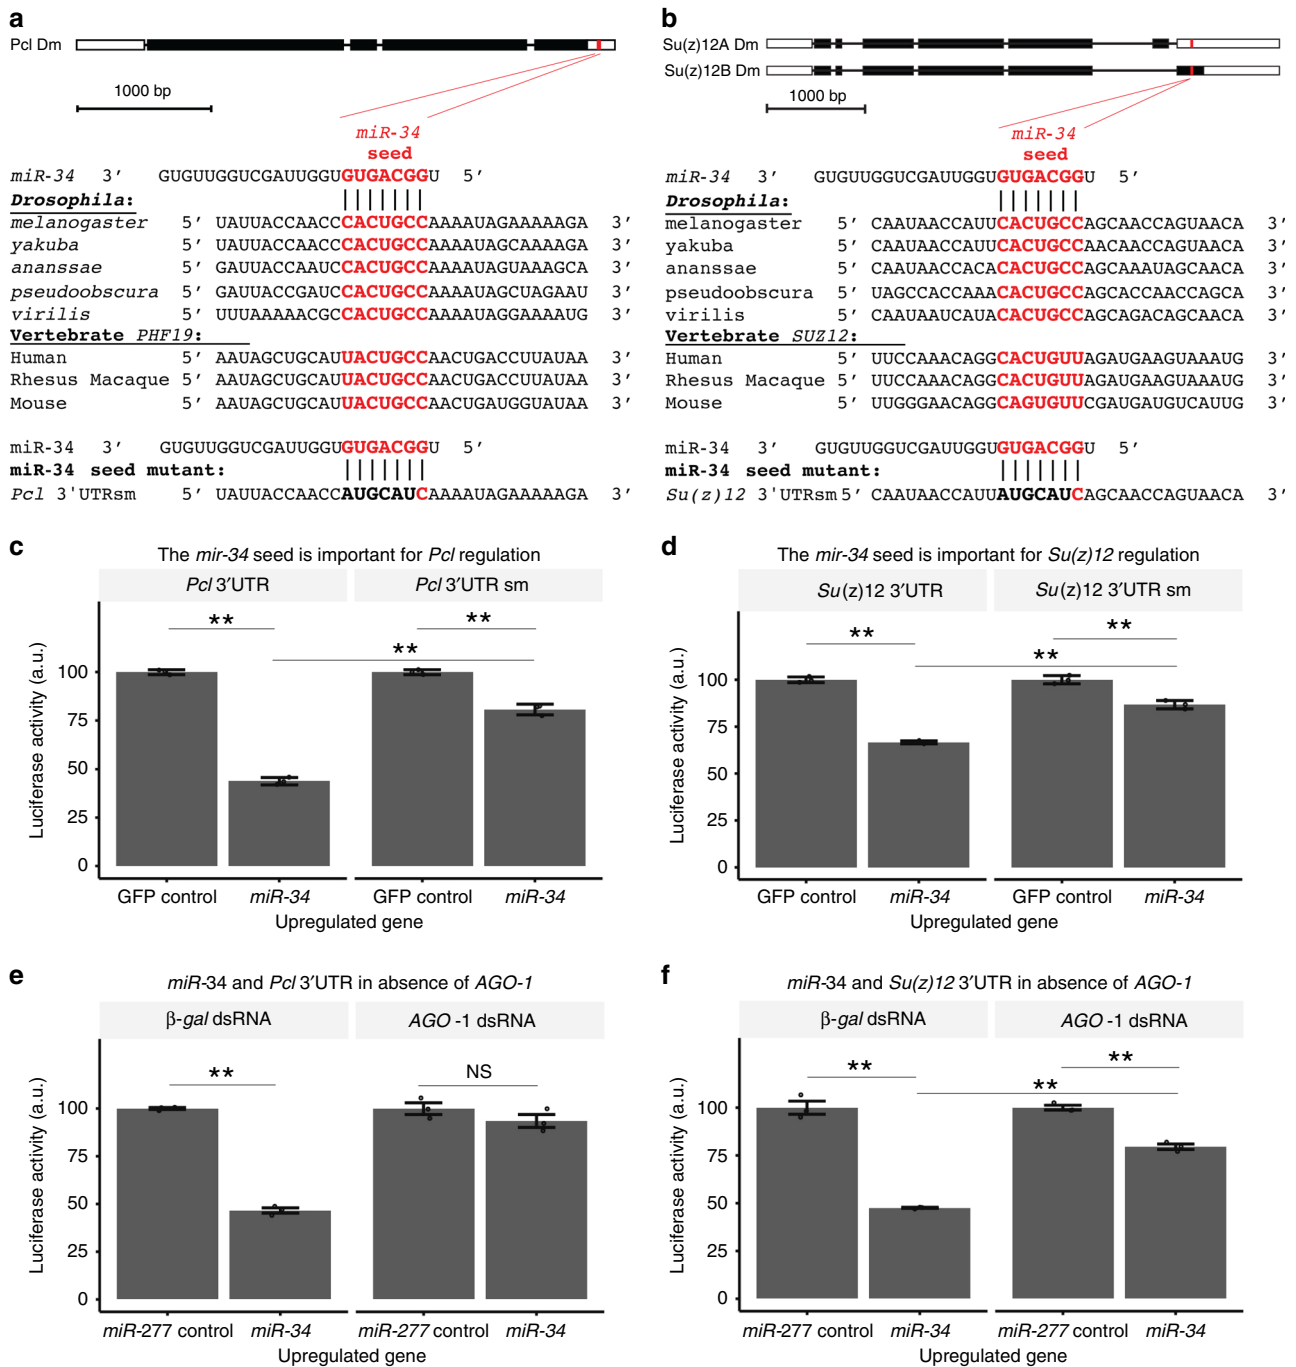 a
Pcl Dm
1000 bp
miR-34
seed
miR-34 3′ GUGUUGGUCGAUUGGUGUGACGGU 5′
Drosophila:
melanogaster 5′ UAUUACCAACCCACUGCCAAAAUAGAAAAAGA 3′
yakuba 5′ UAUUACCAACCCACUGCCAAAAUAGCAAAAGA 3′
ananssae 5′ GAUUACCAAUCCACUGCCAAAAUAGUAAAGCA 3′
pseudoobscura 5′ GAUUACCGAUCCACUGCCAAAAUAGCUAGAAU 3′
virilis 5′ UUUAAAAACGCCACUGCCAAAAUAGGAAAAUG 3′
Vertebrate PHF19:
Human 5′ AAUAGCUGCAUUACUGCCAACUGACCUUAUAA 3′
Rhesus Macaque 5′ AAUAGCUGCAUUACUGCCAACUGACCUUAUAA 3′
Mouse 5′ AAUAGCUGCAUUACUGCCAACUGAUGGUAUAA 3′
miR-34 3′ GUGUUGGUCGAUUGGUGUGACGGU 5′
miR-34 seed mutant:
Pcl 3'UTRsm 5′ UAUUACCAACCAUGCAUCAAAAUAGAAAAAGA 3′
b
Su(z)12A Dm
Su(z)12B Dm
1000 bp
miR-34
seed
miR-34 3′ GUGUUGGUCGAUUGGUGUGACGGU 5′
Drosophila:
melanogaster 5′ CAAUAACCAUUCACUGCCAGCAACCAGUAACA 3′
yakuba 5′ CAAUAACCAUUCACUGCCAACAACCAGUAACA 3′
ananssae 5′ CAAUAACCACACACUGCCAGCAAAUAGCAACA 3′
pseudoobscura 5′ UAGCCACCAAACACUGCCAGCACCAACCAGCA 3′
virilis 5′ CAAUAAUCAUACACUGCCAGCACAGACCAGCA 3′
Vertebrate SUZ12:
Human 5′ UUCCAAACAGGCACUGUUAGAUGAAGUAAAUG 3′
Rhesus Macaque 5′ UUCCAAACAGGCACUGUUAGAUGAAGUAAAUG 3′
Mouse 5′ UUGGGAACAGGCAGUGUUCGAUGAUGUCAUUG 3′
miR-34 3′ GUGUUGGUCGAUUGGUGUGACGGU 5′
miR-34 seed mutant:
Su(z)12 3'UTRsm 5′ CAAUAACCAUUAUGCAUCAGCAACCAGUAACA 3′
c
The mir-34 seed is important for Pcl regulation
Pcl 3′UTR
Pcl 3′UTR sm
**
**
**
Luciferase activity (a.u.)
100
75
50
25
0
GFP control
miR-34
GFP control
miR-34
Upregulated gene
d
The mir-34 seed is important for Su(z)12 regulation
Su(z)12 3′UTR
Su(z)12 3′UTR sm
**
**
**
Luciferase activity (a.u.)
100
75
50
25
0
GFP control
miR-34
GFP control
miR-34
Upregulated gene
e
miR-34 and Pcl 3′UTR in absence of AGO-1
β-gal dsRNA
AGO -1 dsRNA
**
NS
Luciferase activity (a.u.)
100
75
50
25
0
miR-277 control
miR-34
miR-277 control
miR-34
Upregulated gene
f
miR-34 and Su(z)12 3′UTR in absence of AGO-1
β-gal dsRNA
AGO -1 dsRNA
**
**
**
Luciferase activity (a.u.)
100
75
50
25
0
miR-277 control
miR-34
miR-277 control
miR-34
Upregulated gene